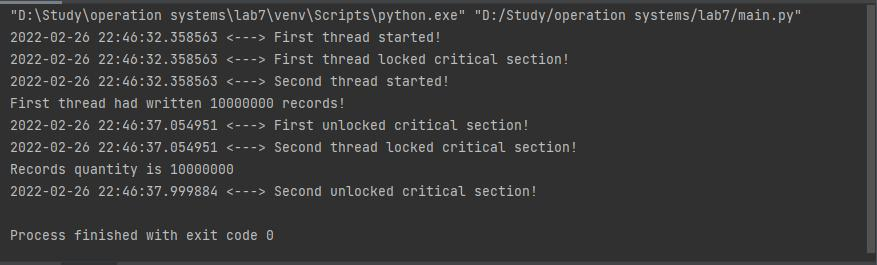 "D:\Study\operation systems\lab7\venv\Scripts\python.exe" "D:/Study/operation systems/lab7/main.py"
2022-02-26 22:46:32.358563 <---> First thread started!
2022-02-26 22:46:32.358563 <---> First thread locked critical section!
2022-02-26 22:46:32.358563 <---> Second thread started!
First thread had written 10000000 records!
2022-02-26 22:46:37.054951 <---> First unlocked critical section!
2022-02-26 22:46:37.054951 <---> Second thread locked critical section!
Records quantity is 10000000
2022-02-26 22:46:37.999884 <---> Second unlocked critical section!
Process finished with exit code 0